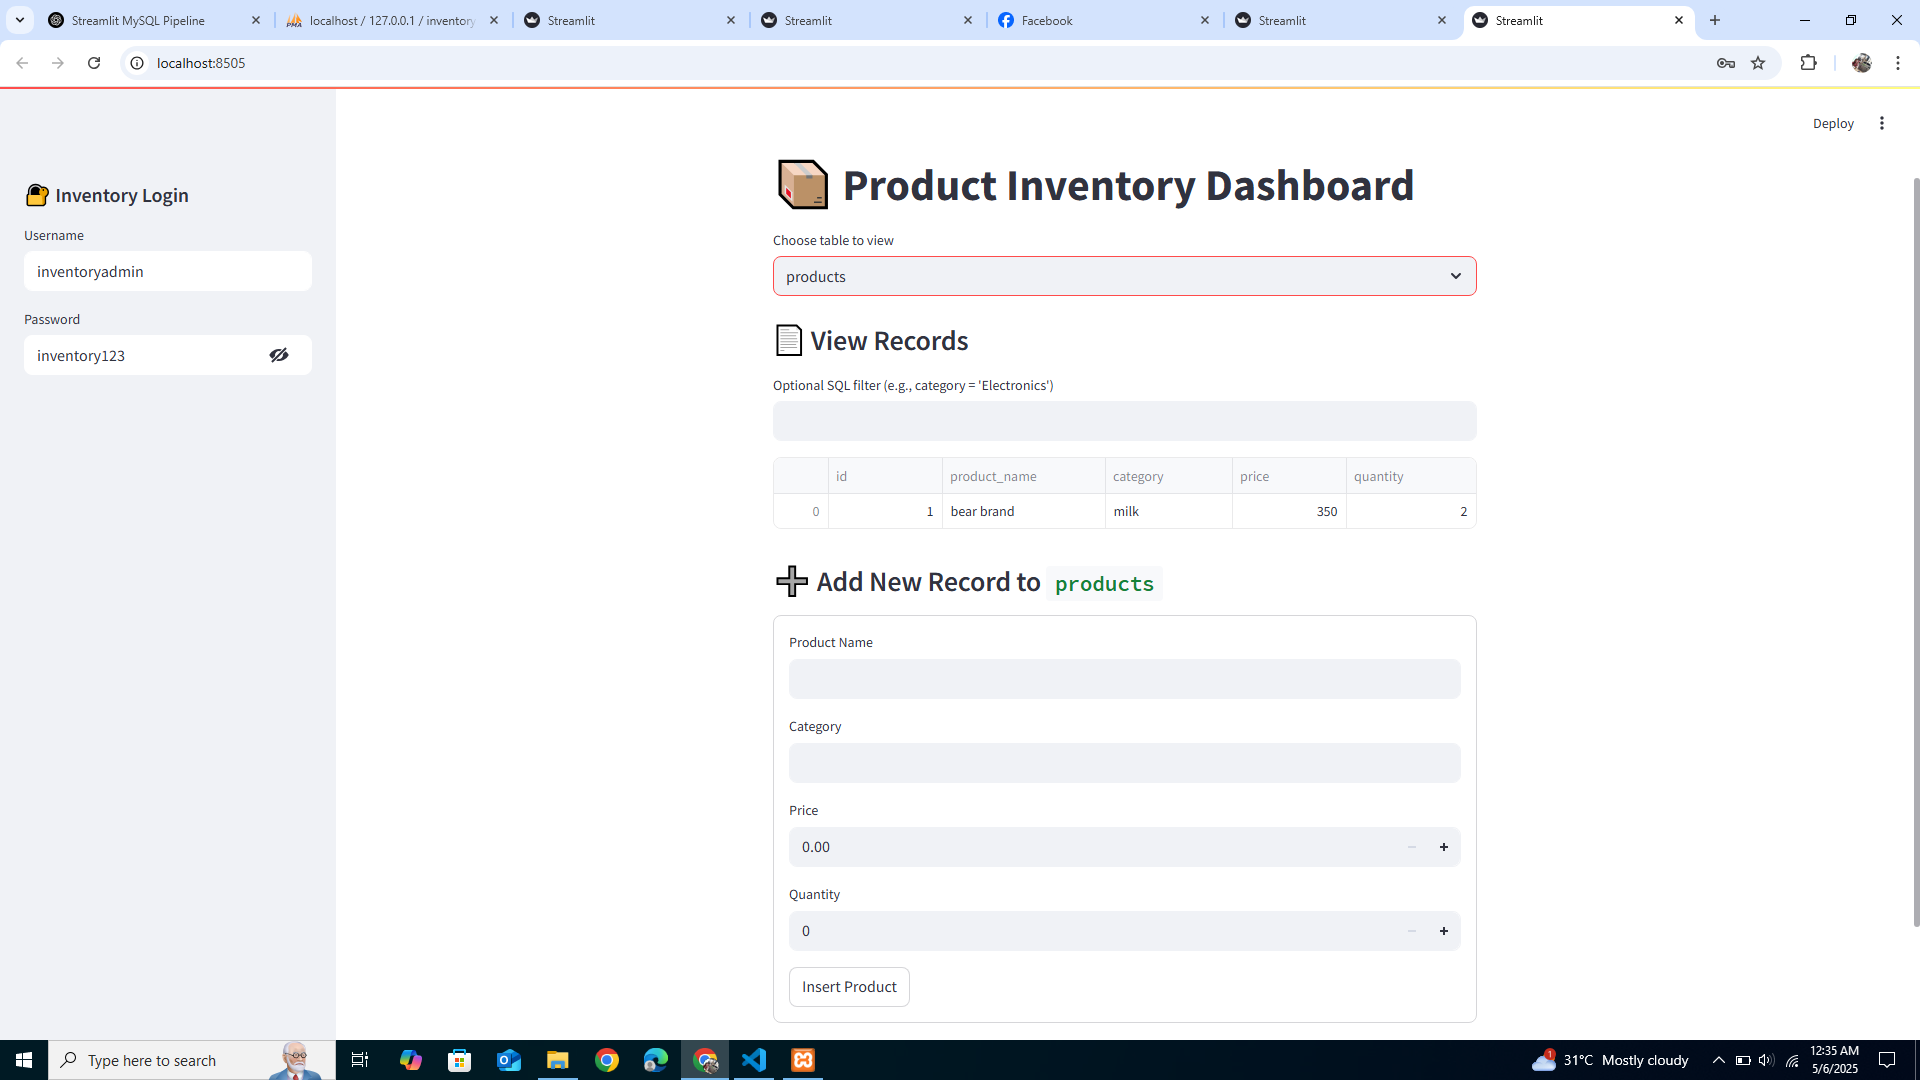 Streamlit MySQL Pipeline
localhost / 127.0.0.1 / inventory
Streamlit
Streamlit
Facebook
Streamlit
Streamlit
localhost:8505
Deploy
Inventory Login
Username
inventoryadmin
Password
inventory123
Product Inventory Dashboard
Choose table to view
products
View Records
Optional SQL filter (e.g., category = 'Electronics')
id product_name category price quantity
0 1 bear brand milk 350 2
Add New Record to products
Product Name
Category
Price
0.00
Quantity
0
Insert Product
Type here to search
1
31°C Mostly cloudy
12:35 AM
5/6/2025